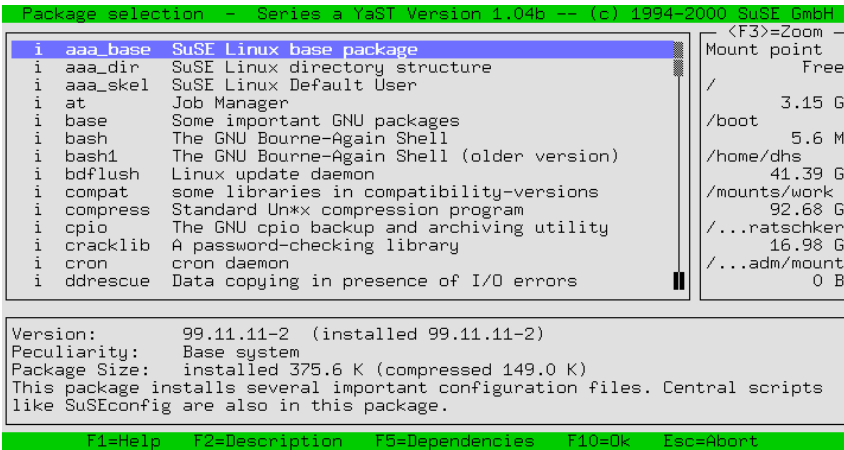 Package selection - Series a YaST Version 1.04b -- (c) 1994-2000 SuSE GmbH
i aaa_base SuSE Linux base package
i aaa_dir SuSE Linux directory structure
i aaa_skel SuSE Linux Default User
i at Job Manager
i base Some important GNU packages
i bash The GNU Bourne-Again Shell
i bash1 The GNU Bourne-Again Shell (older version)
i bdflush Linux update daemon
i compat some libraries in compatibility-versions
i compress Standard Un*x compression program
i cpio The GNU cpio backup and archiving utility
i cracklib A password-checking library
i cron cron daemon
i ddrescue Data copying in presence of I/O errors
<F3>=Zoom
Mount point
Free
/
3.15 G
/boot
5.6 M
/home/dhs
41.39 G
/mounts/work
92.68 G
/...ratschker
16.98 G
/...adm/mount
0 B
Version: 99.11.11-2 (installed 99.11.11-2)
Peculiarity: Base system
Package Size: installed 375.6 K (compressed 149.0 K)
This package installs several important configuration files. Central scripts
like SuSEconfig are also in this package.
F1=Help F2=Description F5=Dependencies F10=Ok Esc=Abort